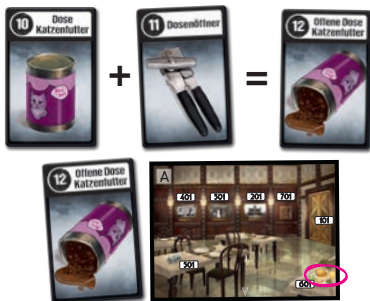 10 Dose Katzenfutter
+
11 Dosenöffner
=
12 Offene Dose Katzenfutter
12 Offene Dose Katzenfutter
A
401 501 201 701
101
301
601